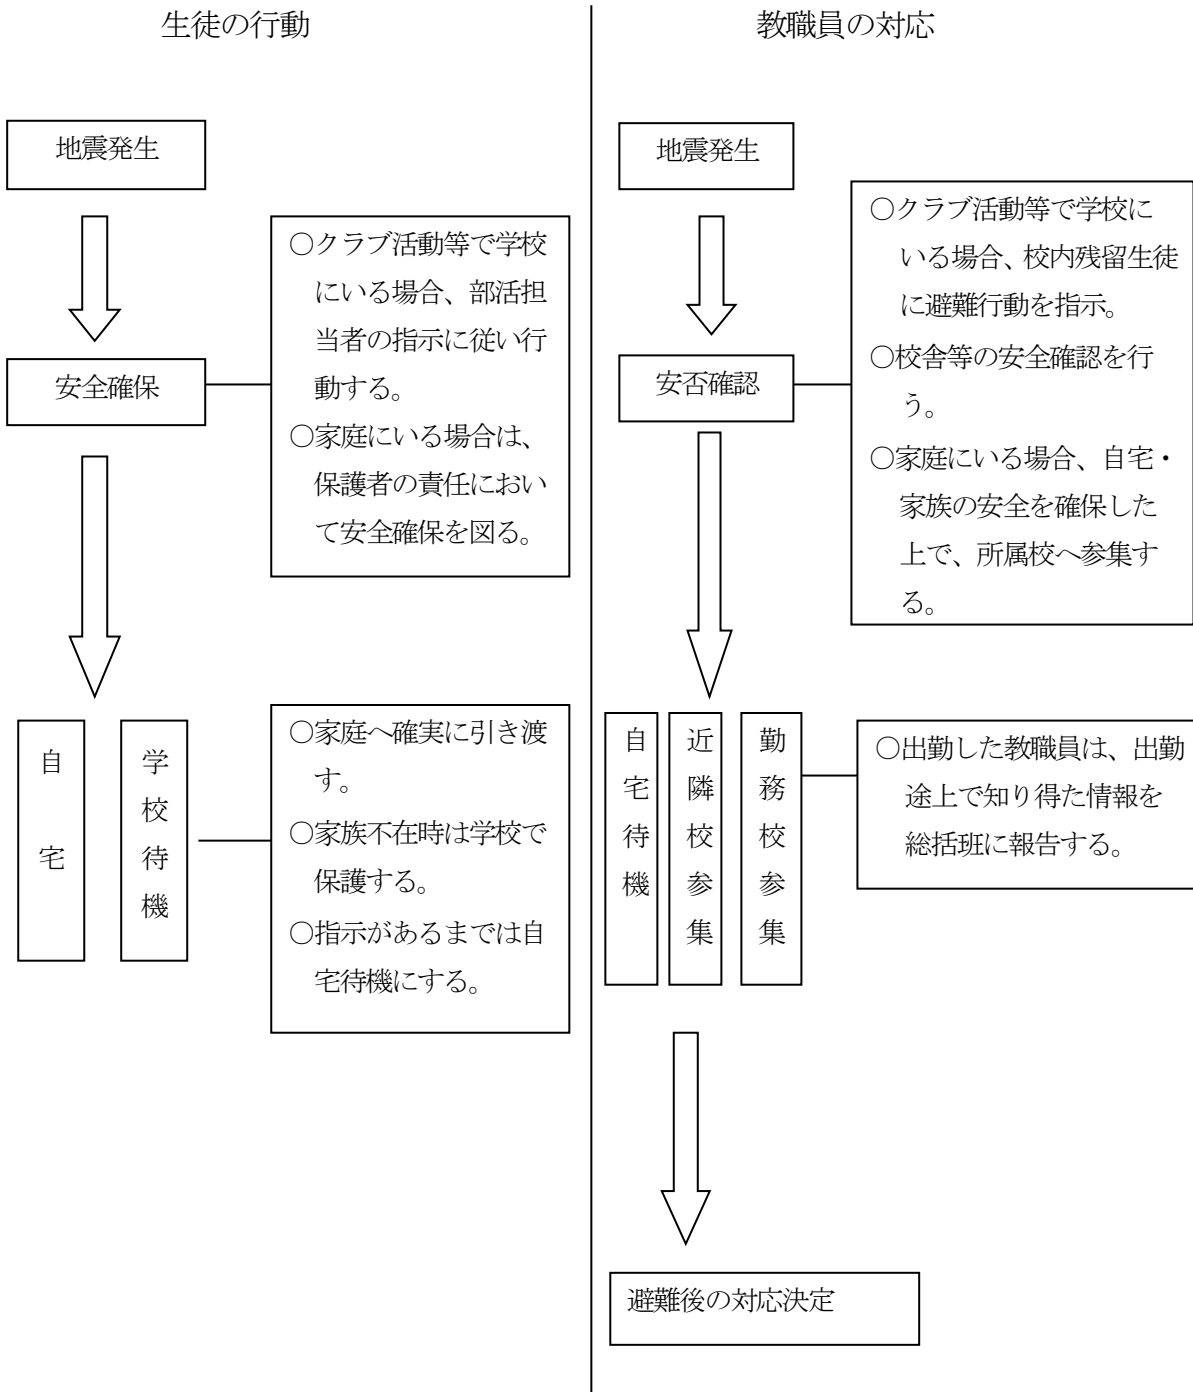 生徒の行動
地震発生
安全確保
○クラブ活動等で学校
にいる場合、部活担
当者の指示に従い行
動する。
○家庭にいる場合は、
保護者の責任におい
て安全確保を図る。
自宅
学校待機
○家庭へ確実に引き渡
す。
○家族不在時は学校で
保護する。
○指示があるまでは自
宅待機にする。
教職員の対応
地震発生
安否確認
○クラブ活動等で学校に
いる場合、校内残留生徒
に避難行動を指示。
○校舎等の安全確認を行
う。
○家庭にいる場合、自宅・
家族の安全を確保した
上で、所属校へ参集す
る。
自宅待機
近隣校参集
勤務校参集
○出勤した教職員は、出勤
途上で知り得た情報を
総括班に報告する。
避難後の対応決定